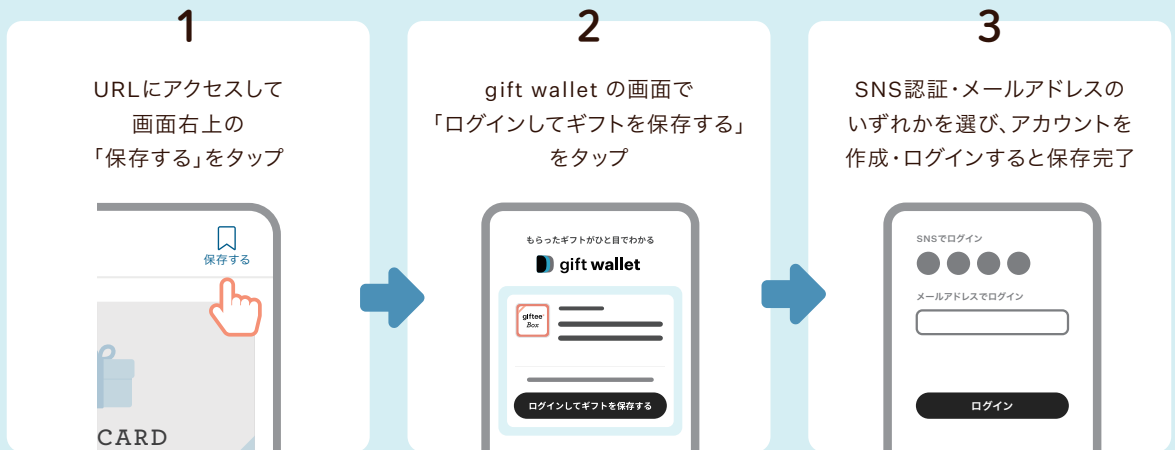 1
URLにアクセスして
画面右上の
「保存する」をタップ
保存する
CARD
2
gift wallet の画面で
「ログインしてギフトを保存する」
をタップ
もらったギフトがひと目でわかる
gift wallet
giftee
Box
ログインしてギフトを保存する
3
SNS認証・メールアドレスの
いずれかを選び、アカウントを
作成・ログインすると保存完了
SNSでログイン
メールアドレスでログイン
ログイン